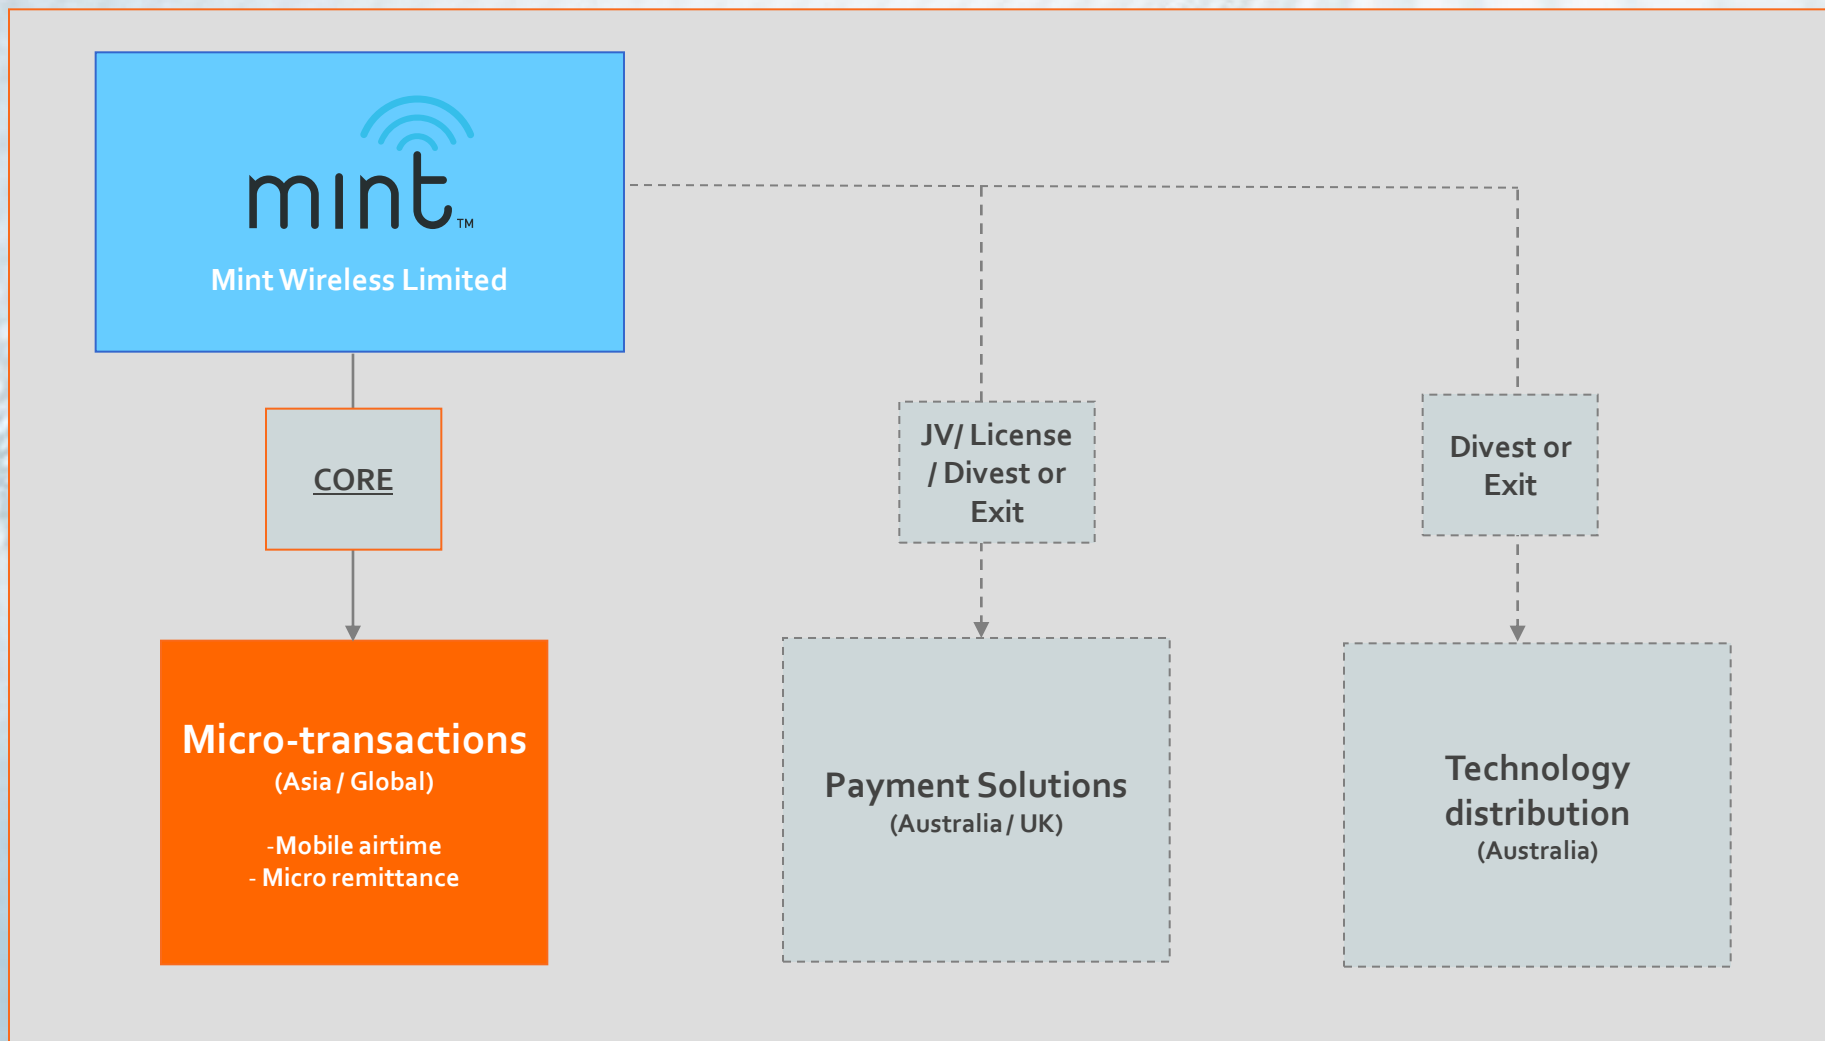 mint™
Mint Wireless Limited
CORE
JV/ License
/ Divest or
Exit
Divest or
Exit
Micro-transactions
(Asia / Global)
-Mobile airtime
- Micro remittance
Payment Solutions
(Australia / UK)
Technology
distribution
(Australia)